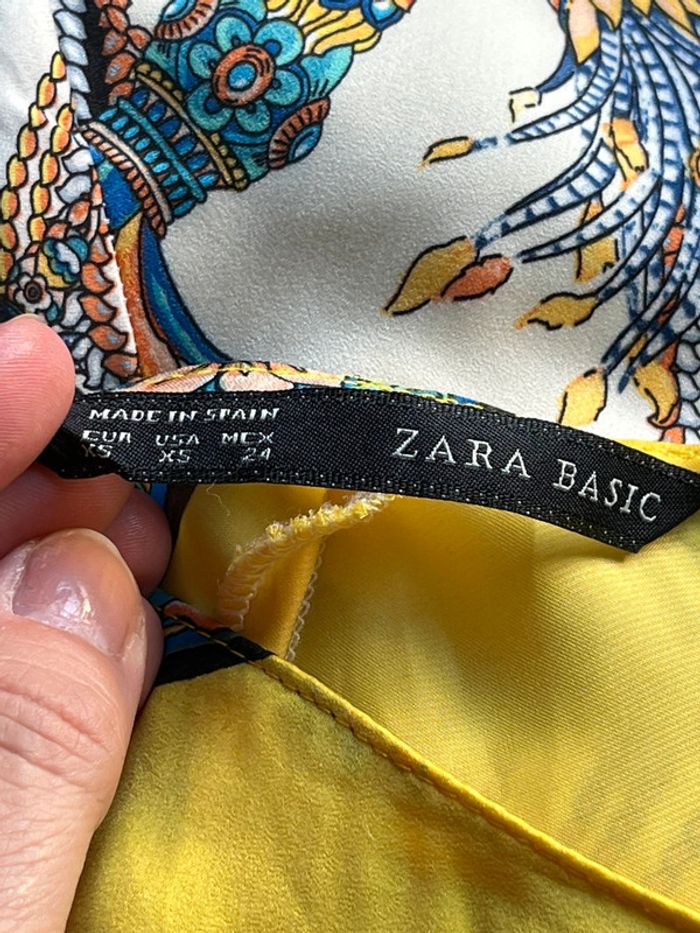 MADE IN SPAIN
EUR USA MEX
XS XS 24
ZARA BASIC